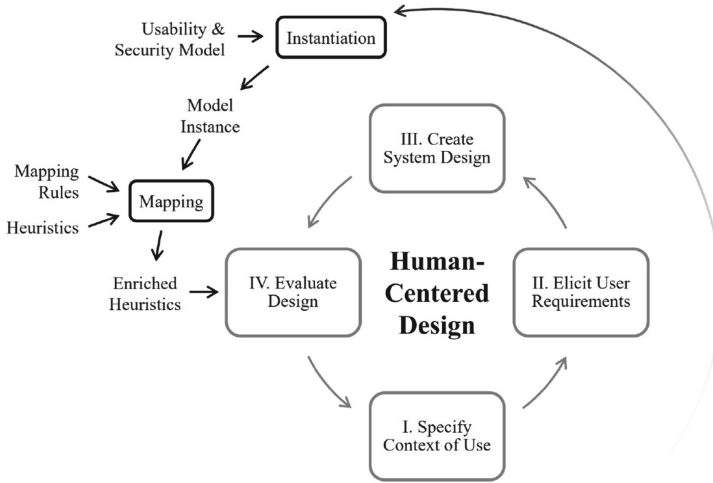 Usability &
Security Model
Instantiation
Model
Instance
Mapping
Rules
Heuristics
Mapping
Enriched
Heuristics
III. Create
System Design
IV. Evaluate
Design
Human-
Centered
Design
II. Elicit User
Requirements
I. Specify
Context of Use